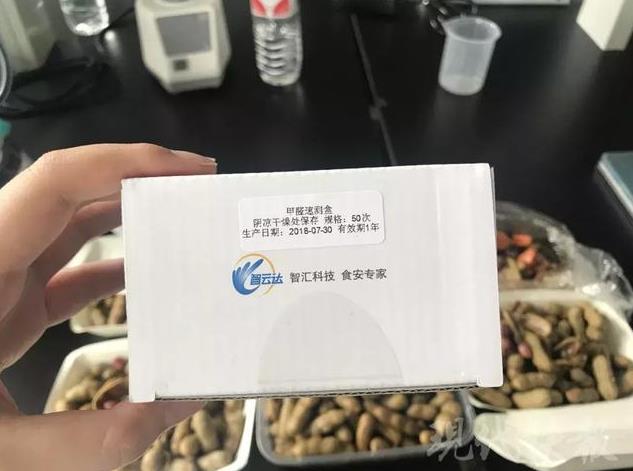 甲醛速测盒
阴凉干燥处保存 规格：50次
生产日期：2018-07-30 有效期1年
智云达 智汇科技 食安专家